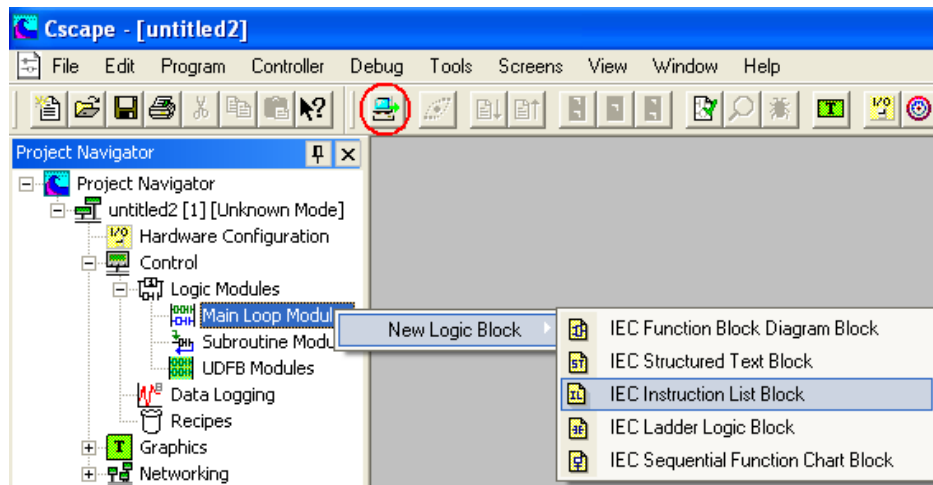 Cscape - [untitled2]
File Edit Program Controller Debug Tools Screens View Window Help
T I/O
Project Navigator
Project Navigator
untitled2 [1] [Unknown Mode]
I/O Hardware Configuration
Control
Logic Modules
Main Loop Modul
New Logic Block
Subroutine Modu
UDFB Modules
Data Logging
Recipes
T Graphics
Networking
IEC Function Block Diagram Block
ST IEC Structured Text Block
IL IEC Instruction List Block
IEC Ladder Logic Block
IEC Sequential Function Chart Block